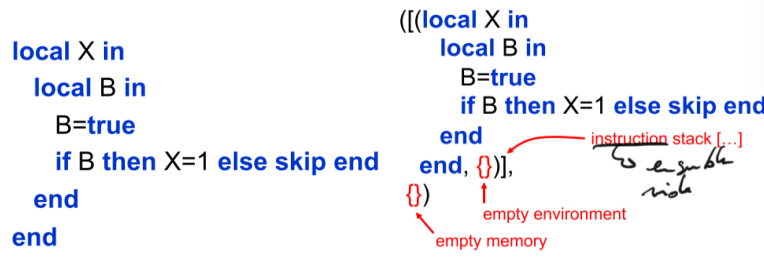 local X in
local B in
B=true
if B then X=1 else skip end
end
end
([(local X in
local B in
B=true
if B then X=1 else skip end
end
instruction stack [...]
end, {})],
{})
empty environment
empty memory